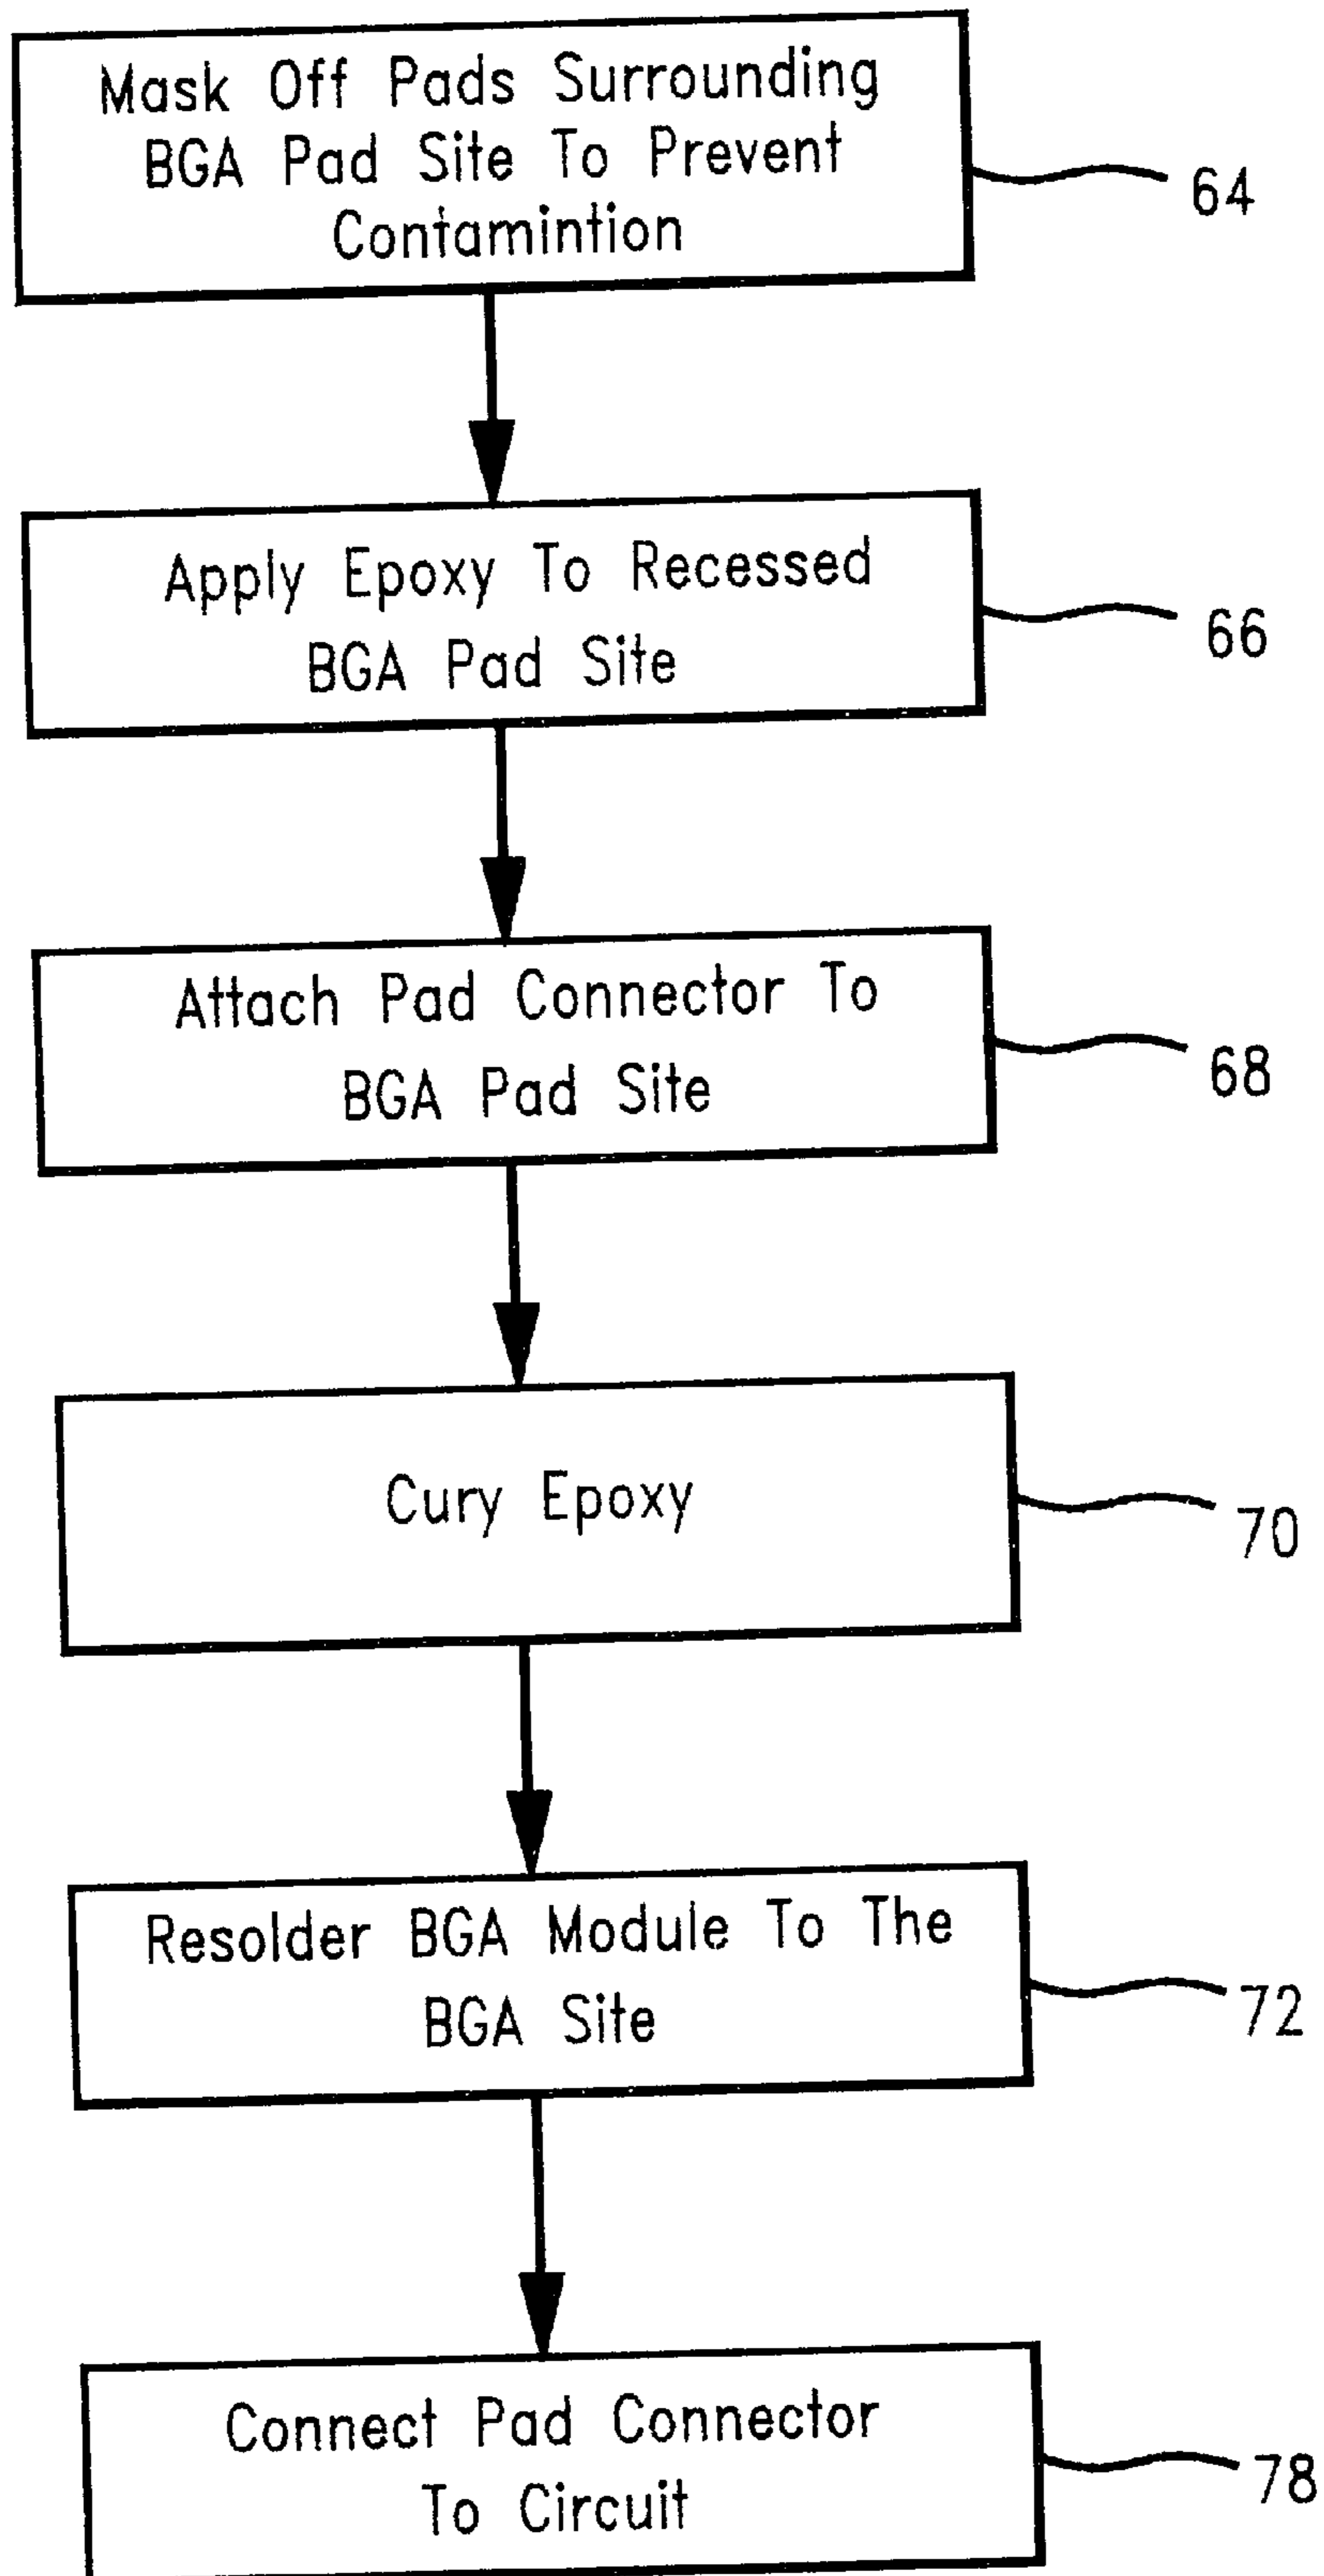 Mask Off Pads Surrounding
BGA Pad Site To Prevent
Contamintion
64
Apply Epoxy To Recessed
BGA Pad Site
66
Attach Pad Connector To
BGA Pad Site
68
Cury Epoxy
70
Resolder BGA Module To The
BGA Site
72
Connect Pad Connector
To Circuit
78